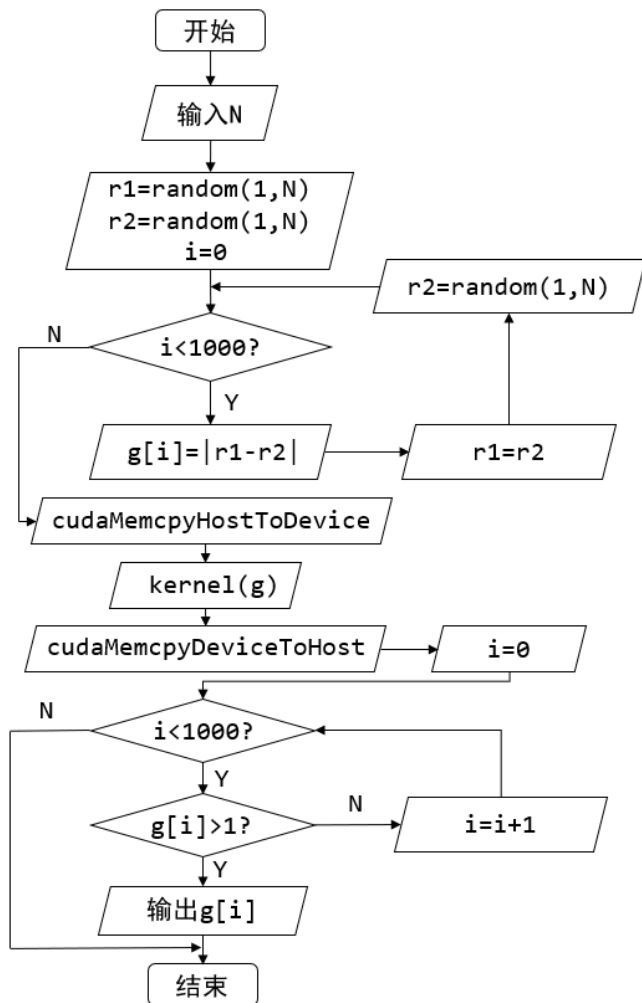 开始
输入N
r1=random(1,N)
r2=random(1,N)
i=0
r2=random(1,N)
N
i<1000?
Y
g[i]=|r1-r2|
r1=r2
cudaMemcpyHostToDevice
kernel(g)
cudaMemcpyDeviceToHost
i=0
N
i<1000?
Y
g[i]>1?
N
i=i+1
Y
输出g[i]
结束